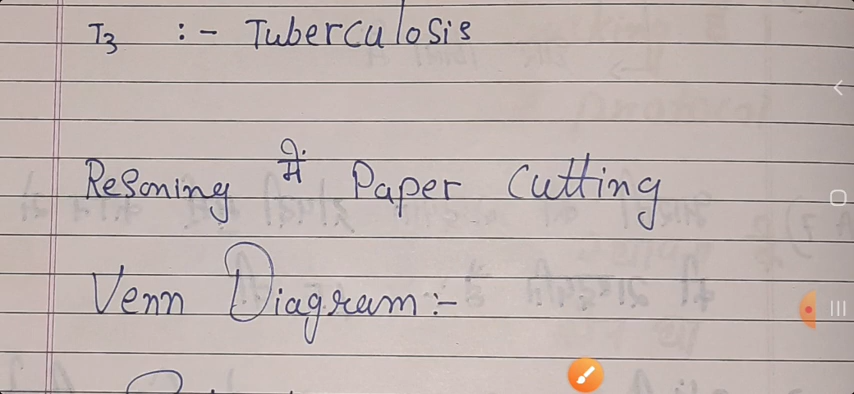 T3 :- Tuberculosis
Resoning में Paper Cutting
Venn Diagram :-